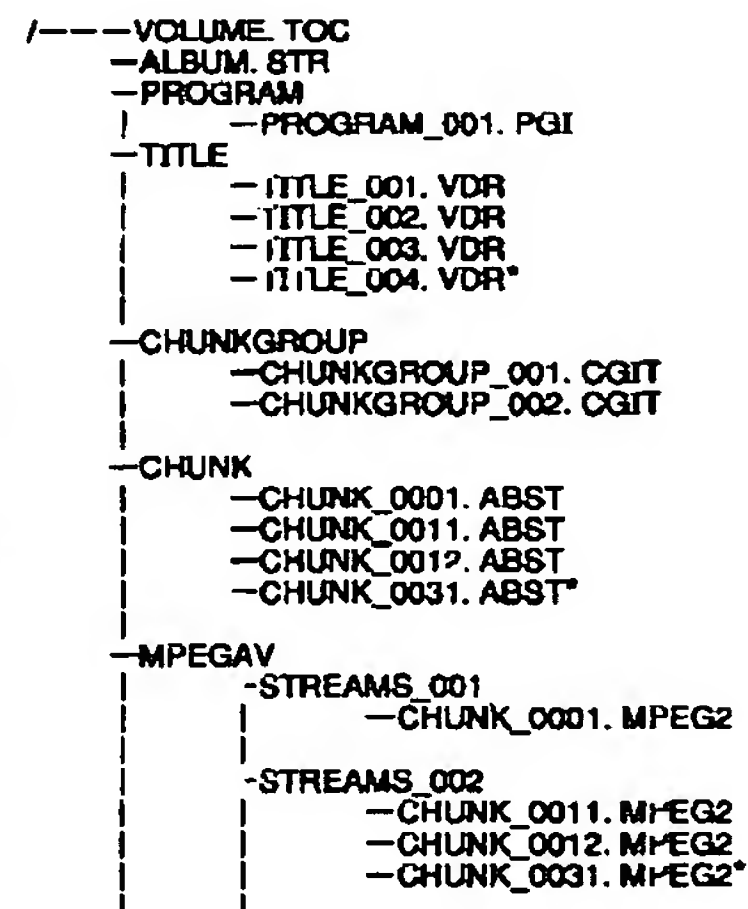 /---VOLUME. TOC
-ALBUM. STR
-PROGRAM
-PROGRAM_001. PGI
-TITLE
-TITLE_001. VDR
-TITLE_002. VDR
-TITLE_003. VDR
-TITLE_004. VDR*
-CHUNKGROUP
-CHUNKGROUP_001. CGIT
-CHUNKGROUP_002. CGIT
-CHUNK
-CHUNK_0001. ABST
-CHUNK_0011. ABST
-CHUNK_0012. ABST
-CHUNK_0031. ABST*
-MPEGAV
-STREAMS_001
-CHUNK_0001. MPEG2
-STREAMS_002
-CHUNK_0011. MPEG2
-CHUNK_0012. MPEG2
-CHUNK_0031. MPEG2*